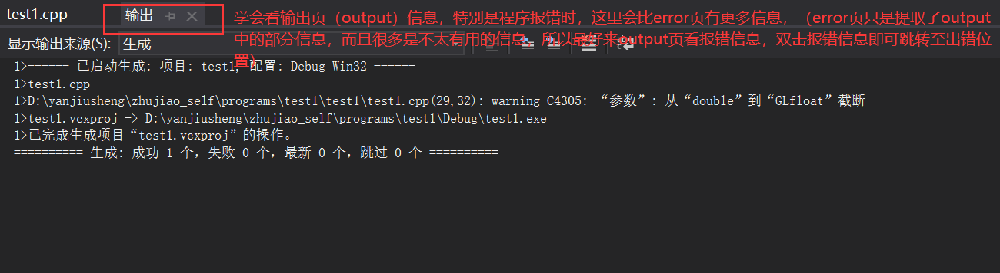 test1.cpp
输出
学会看输出页（output）信息，特别是程序报错时，这里会比error页有更多信息，（error页只是提取了output
中的部分信息，而且很多是不太有用的信息，所以最好来output页看报错信息，双击报错信息即可跳转至出错位
置）
显示输出来源(S):
生成
1>------ 已启动生成: 项目: test1, 配置: Debug Win32 ------
1>test1.cpp
1>D:\yanjiusheng\zhujiao_self\programs\test1\test1\test1.cpp(29,32): warning C4305: “参数”: 从“double”到“GLfloat”截断
1>test1.vcxproj -> D:\yanjiusheng\zhujiao_self\programs\test1\Debug\test1.exe
1>已完成生成项目“test1.vcxproj”的操作。
========== 生成: 成功 1 个，失败 0 个，最新 0 个，跳过 0 个 ==========